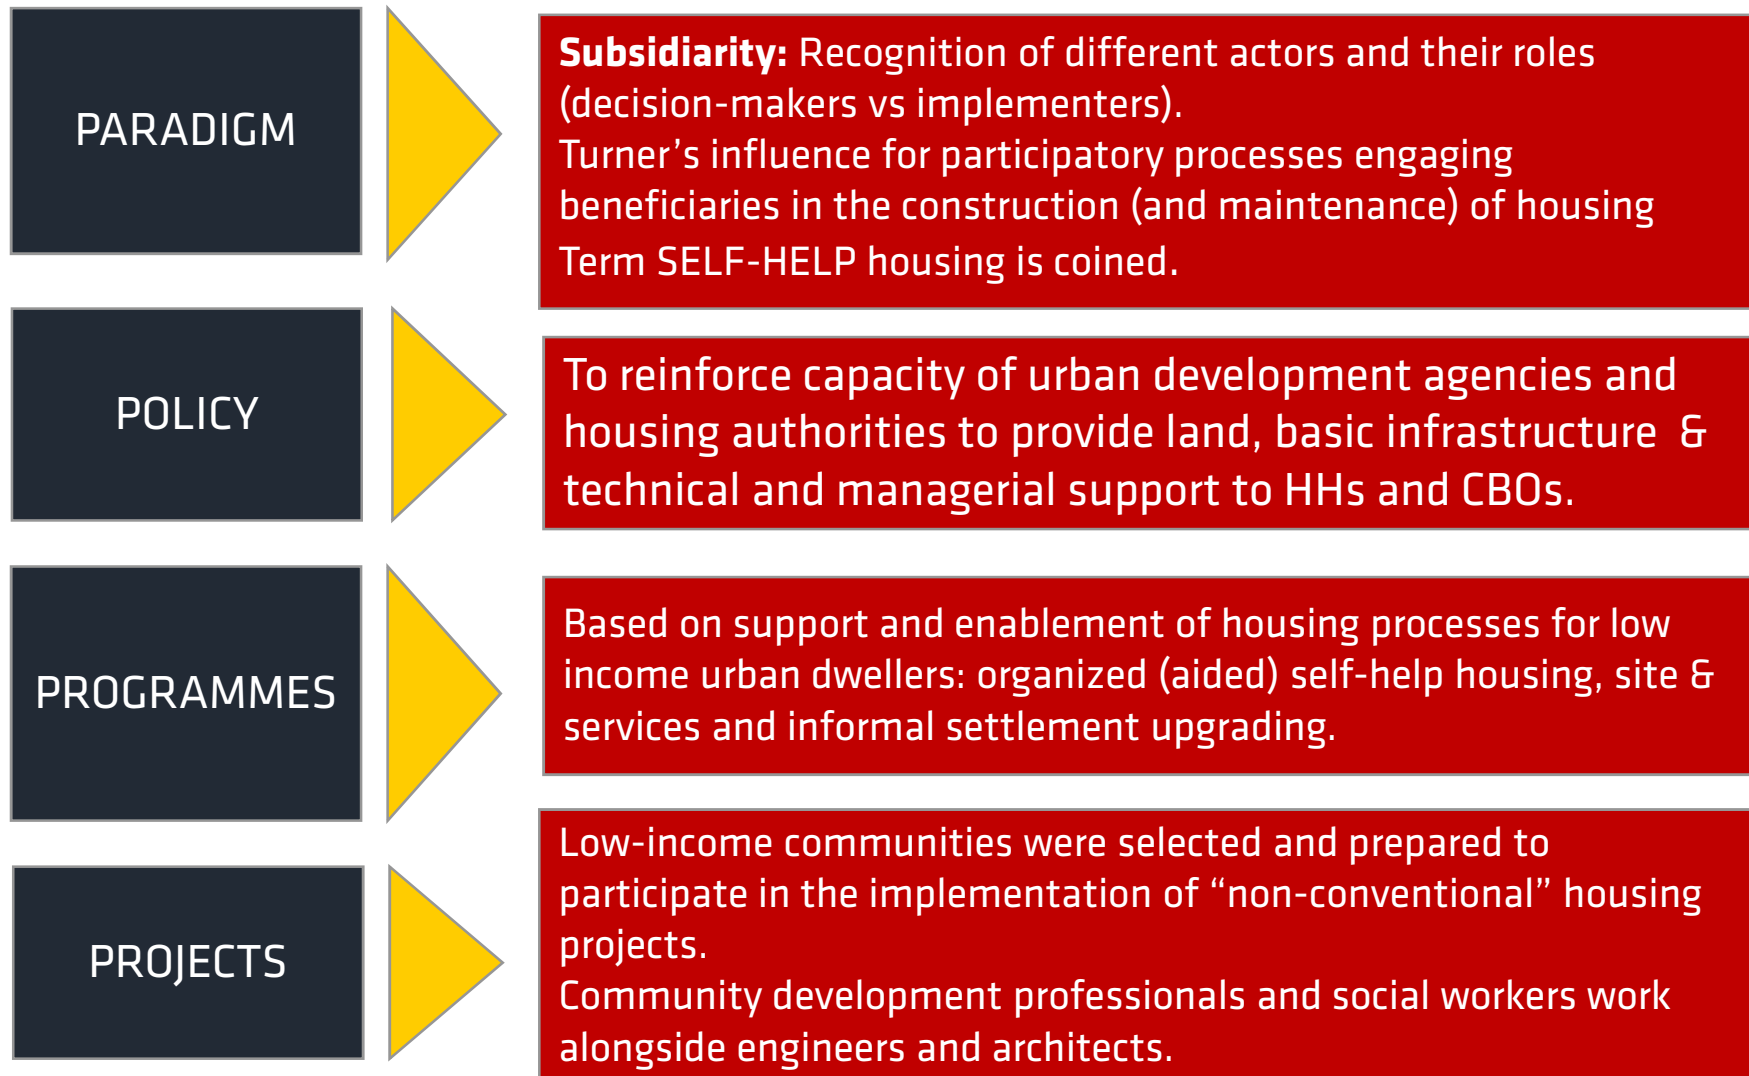 PARADIGM
Subsidiarity: Recognition of different actors and their roles
(decision-makers vs implementers).
Turner’s influence for participatory processes engaging
beneficiaries in the construction (and maintenance) of housing
Term SELF-HELP housing is coined.
POLICY
To reinforce capacity of urban development agencies and
housing authorities to provide land, basic infrastructure &
technical and managerial support to HHs and CBOs.
PROGRAMMES
Based on support and enablement of housing processes for low
income urban dwellers: organized (aided) self-help housing, site &
services and informal settlement upgrading.
PROJECTS
Low-income communities were selected and prepared to
participate in the implementation of “non-conventional” housing
projects.
Community development professionals and social workers work
alongside engineers and architects.